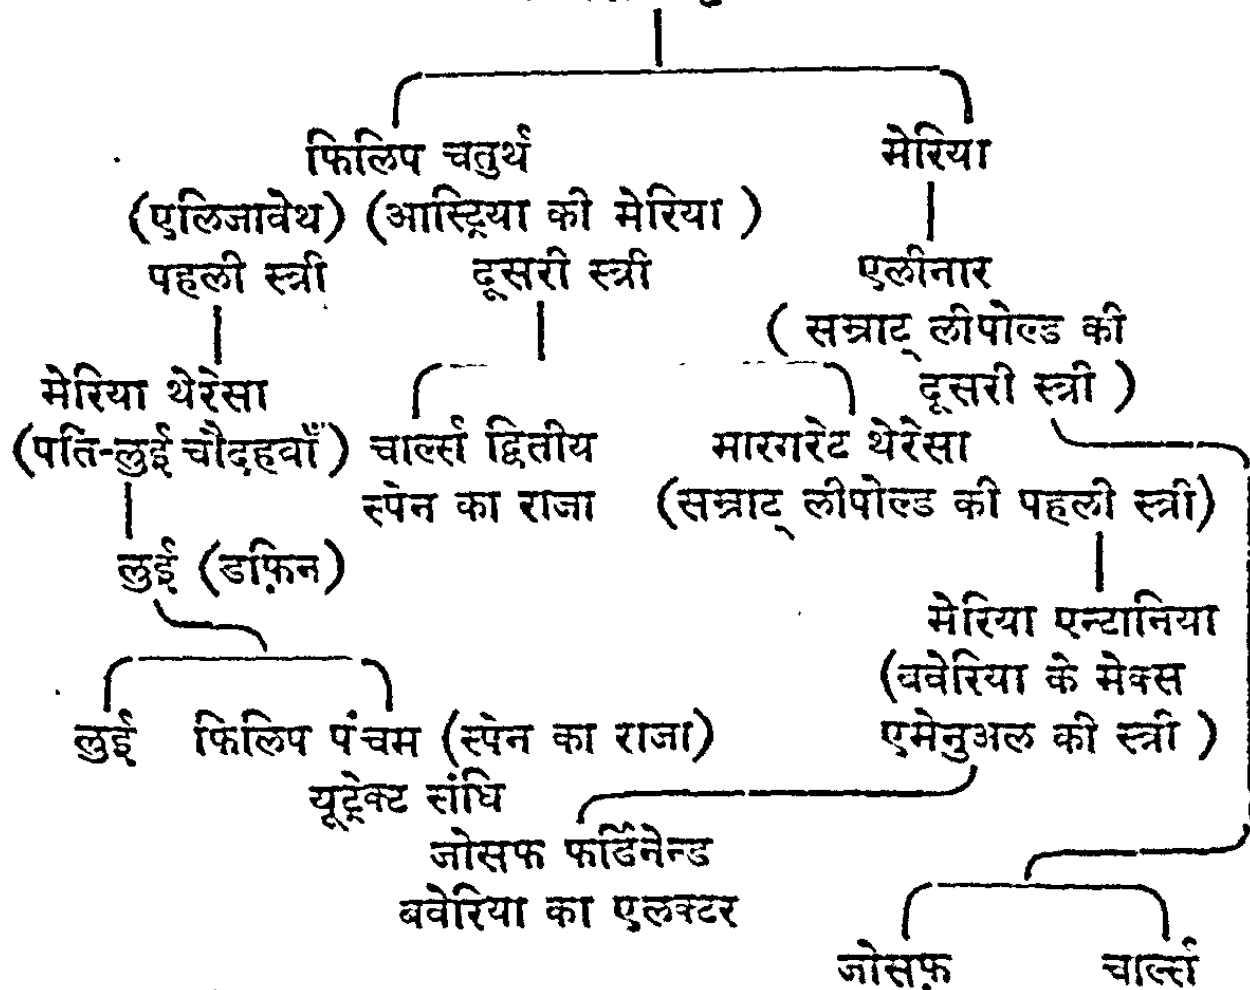 फिलिप चतुर्थ मेरिया
(एलिजावेथ) (आस्ट्रिया की मेरिया )
पहली स्त्री दूसरी स्त्री एलीनार
( सम्राट् लीपोल्ड की
मेरिया थेरेसा दूसरी स्त्री )
(पति-लुई चौदहवाँ) चार्ल्स द्वितीय मारगरेट थेरेसा
स्पेन का राजा (सम्राट् लीपोल्ड की पहली स्त्री)
लुई (डफ़िन)
मेरिया एन्टानिया
(बवेरिया के मेक्स
लुई फिलिप पंचम (स्पेन का राजा) एमेनुअल की स्त्री )
यूट्रेक्ट संधि
जोसफ फर्डिनेन्ड
बवेरिया का एलक्टर
जोसफ़ चार्ल्स